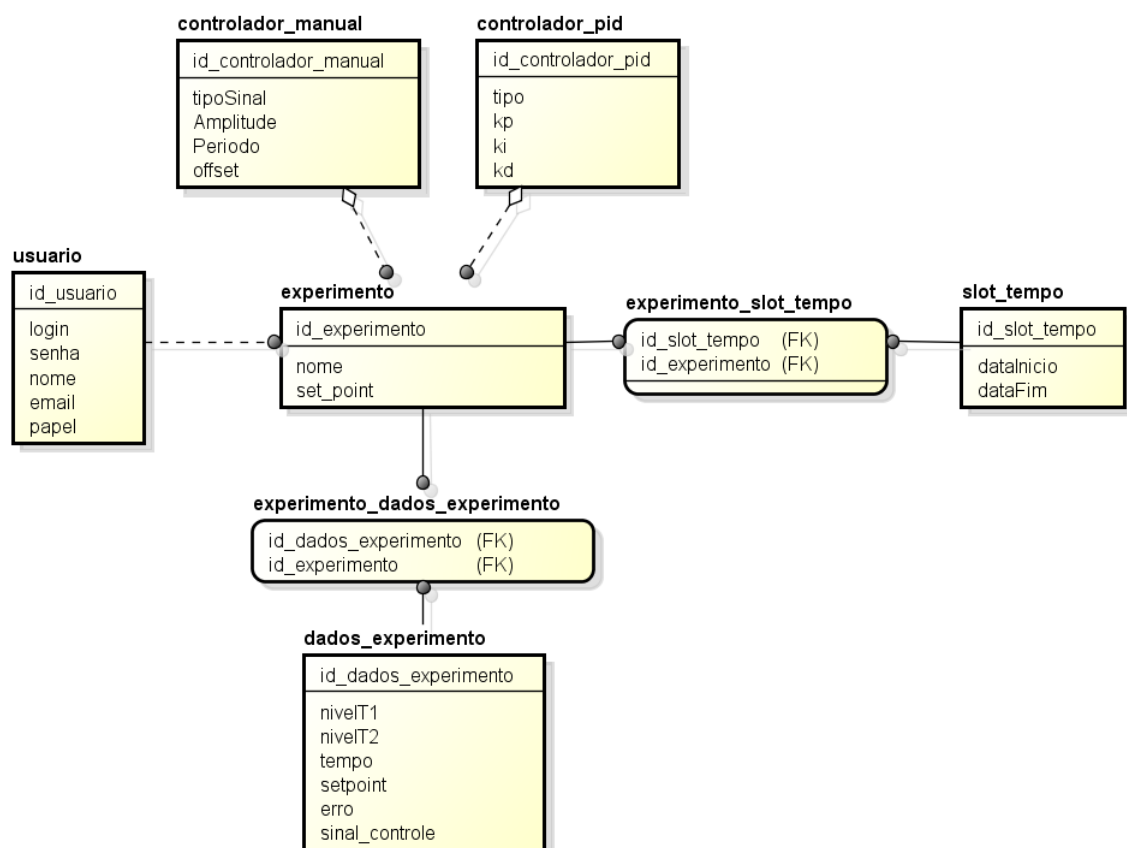 controlador_manual
id_controlador_manual
tipoSinal
Amplitude
Periodo
offset
controlador_pid
id_controlador_pid
tipo
kp
ki
kd
usuario
id_usuario
login
senha
nome
email
papel
experimento
id_experimento
nome
set_point
experimento_slot_tempo
id_slot_tempo (FK)
id_experimento (FK)
slot_tempo
id_slot_tempo
dataInicio
dataFim
experimento_dados_experimento
id_dados_experimento (FK)
id_experimento (FK)
dados_experimento
id_dados_experimento
nivelT1
nivelT2
tempo
setpoint
erro
sinal_controle